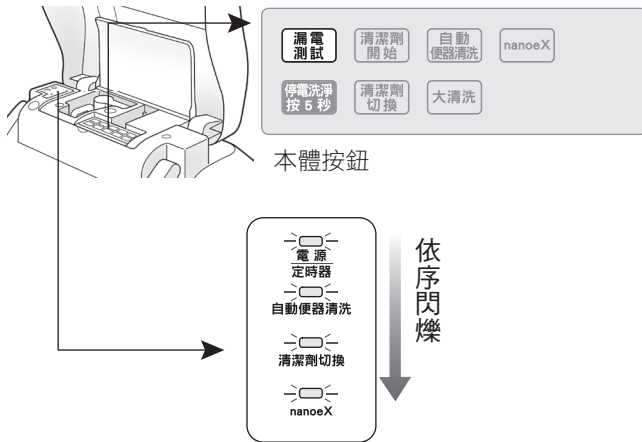 漏電
測試
清潔劑
開始
自動
便器清洗
nanoeX
停電洗淨
按5秒
清潔劑
切換
大清洗
本體按鈕
電源
定時器
自動便器清洗
清潔劑切換
nanoeX
依序閃爍